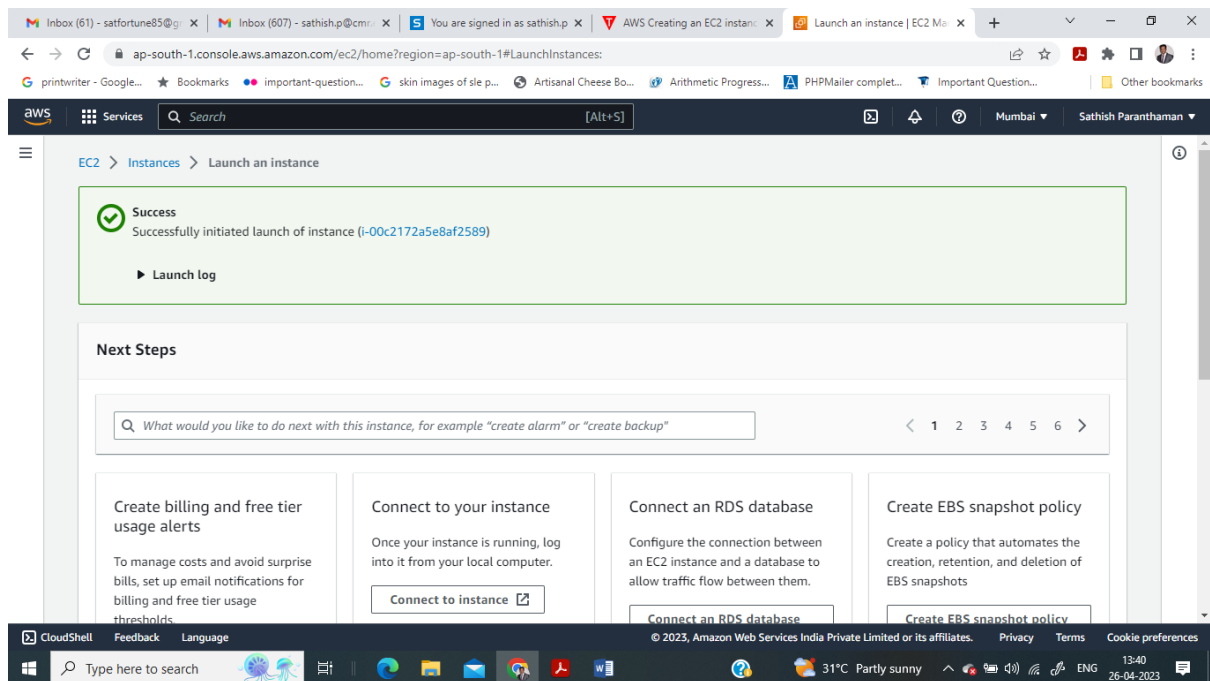 Inbox (61) - satfortune85@g
Inbox (607) - sathish.p@cmr.
You are signed in as sathish.p
AWS Creating an EC2 instanc
Launch an instance | EC2 Ma
ap-south-1.console.aws.amazon.com/ec2/home?region=ap-south-1#LaunchInstances:
printwriter - Google...
Bookmarks
important-question...
skin images of sle p...
Artisanal Cheese Bo...
Arithmetic Progress...
PHPMailer complet...
Important Question...
Other bookmarks
aws
Services
Search
[Alt+S]
Mumbai
Sathish Paranthaman
EC2 > Instances > Launch an instance
Success
Successfully initiated launch of instance (i-00c2172a5e8af2589)
Launch log
Next Steps
What would you like to do next with this instance, for example "create alarm" or "create backup"
1 2 3 4 5 6
Create billing and free tier
usage alerts
To manage costs and avoid surprise
bills, set up email notifications for
billing and free tier usage
thresholds.
Connect to your instance
Once your instance is running, log
into it from your local computer.
Connect to instance
Connect an RDS database
Configure the connection between
an EC2 instance and a database to
allow traffic flow between them.
Connect an RDS database
Create EBS snapshot policy
Create a policy that automates the
creation, retention, and deletion of
EBS snapshots
Create EBS snapshot policy
CloudShell
Feedback
Language
© 2023, Amazon Web Services India Private Limited or its affiliates.
Privacy
Terms
Cookie preferences
Type here to search
31°C Partly sunny
ENG
13:40
26-04-2023